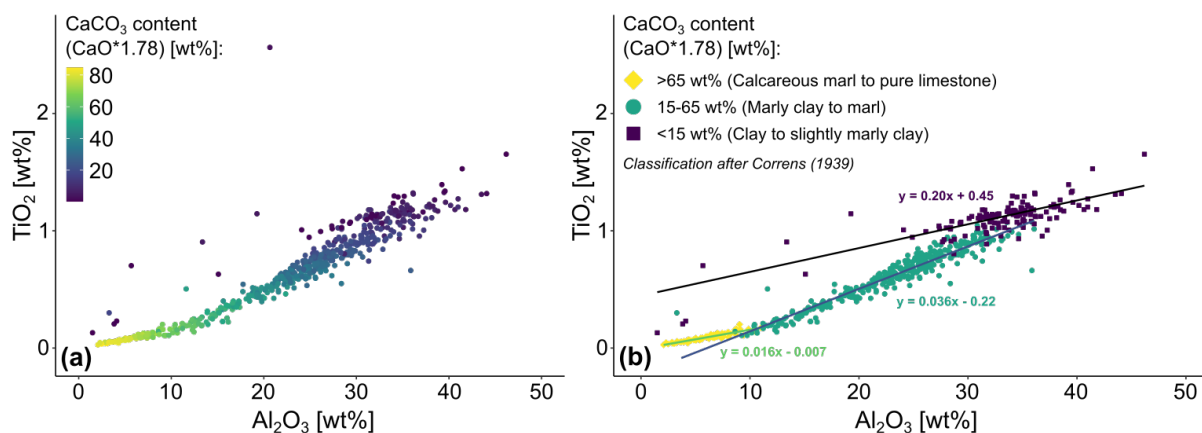 CaCO₃ content
(CaO*1.78) [wt%]:
80
60
40
20
TiO₂ [wt%]
2
1
0
(a)
0
10
20
30
40
50
Al₂O₃ [wt%]
CaCO₃ content
(CaO*1.78) [wt%]:
>65 wt% (Calcareous marl to pure limestone)
15-65 wt% (Marly clay to marl)
<15 wt% (Clay to slightly marly clay)
Classification after Correns (1939)
y = 0.20x + 0.45
y = 0.036x - 0.22
y = 0.016x - 0.007
TiO₂ [wt%]
2
1
0
(b)
0
10
20
30
40
50
Al₂O₃ [wt%]